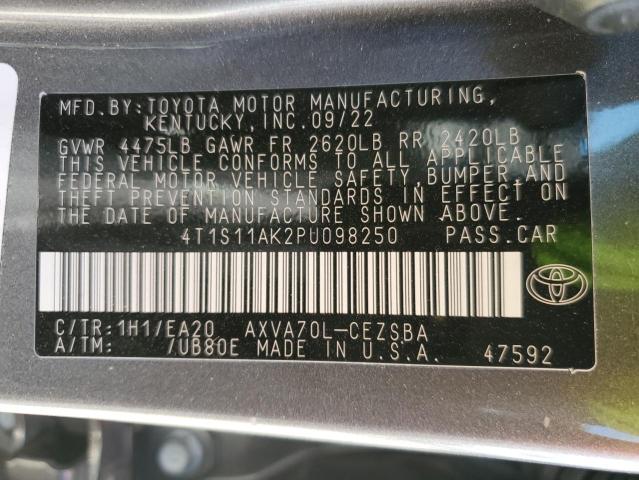 MFD.BY:TOYOTA MOTOR MANUFACTURING,
KENTUCKY,INC.09/22
GVWR 4475LB GAWR FR 2620LB RR 2420LB
THIS VEHICLE CONFORMS TO ALL APPLICABLE
FEDERAL MOTOR VEHICLE SAFETY,BUMPER,AND
THEFT PREVENTION STANDARDS IN EFFECT ON
THE DATE OF MANUFACTURE SHOWN ABOVE.
4T1S11AK2PU098250 PASS.CAR
C/TR:1H1/EA20 AXVA70L-CEZSBA
A/TM: /UB80E MADE IN U.S.A. 47592